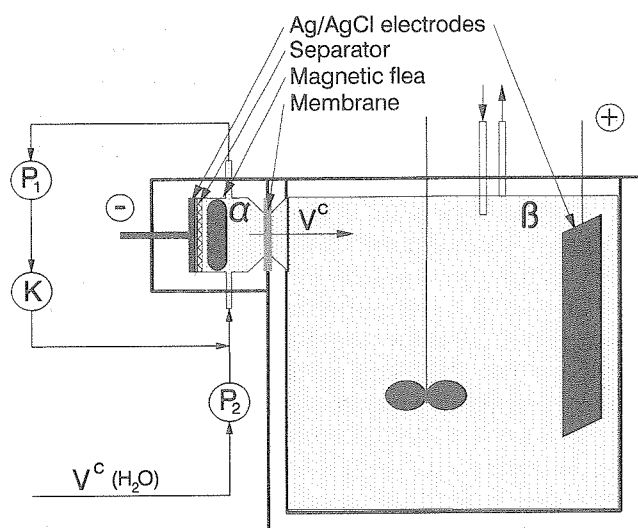 Ag/AgCl electrodes
Separator
Magnetic flea
Membrane
+
P₁
α
β
−
Vᶜ
K
P₂
Vᶜ (H₂O)